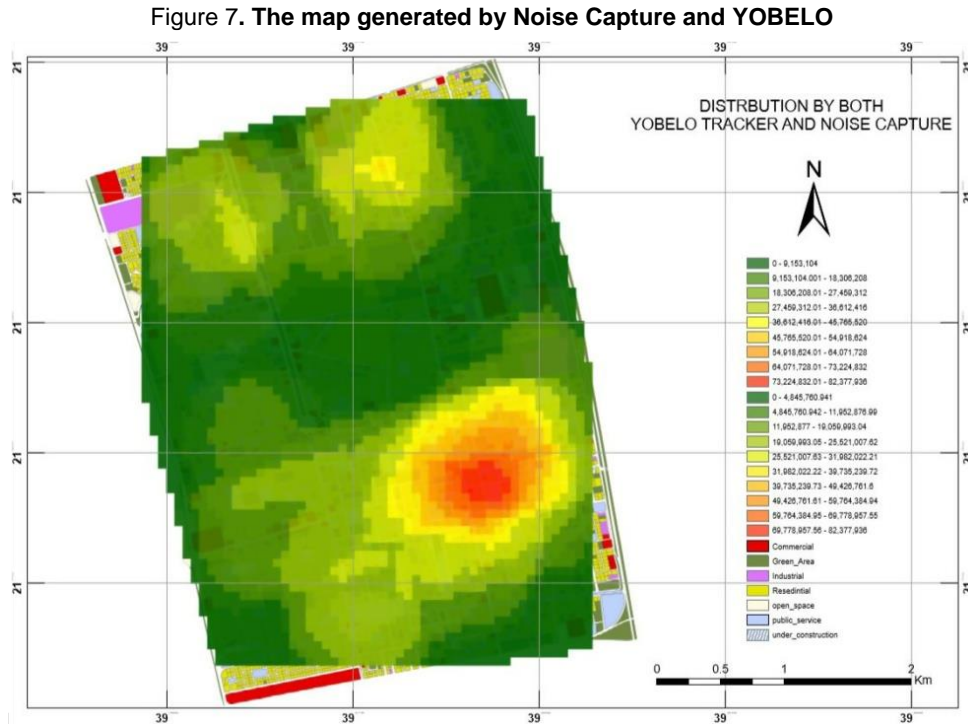 Figure 7. The map generated by Noise Capture and YOBELO
39 39 39 39 39
DISTRBUTION BY BOTH
YOBELO TRACKER AND NOISE CAPTURE
N
21 21
21 21
21 21
21 21
21 21
0 - 9,153,104
9,153,104.001 - 18,306,208
18,306,208.01 - 27,459,312
27,459,312.01 - 36,612,416
36,612,416.01 - 45,765,520
45,765,520.01 - 54,918,624
54,918,624.01 - 64,071,728
64,071,728.01 - 73,224,832
73,224,832.01 - 82,377,936
0 - 4,845,760.941
4,845,760.942 - 11,952,876.99
11,952,877 - 19,059,993.04
19,059,993.05 - 25,521,007.62
25,521,007.63 - 31,982,022.21
31,982,022.22 - 39,735,239.72
39,735,239.73 - 49,426,761.6
49,426,761.61 - 59,764,384.94
59,764,384.95 - 69,778,957.55
69,778,957.56 - 82,377,936
Commercial
Green_Area
Industrial
Resedintial
open_space
public_service
under_construction
0 0.5 1 2
Km
39 39 39 39 39